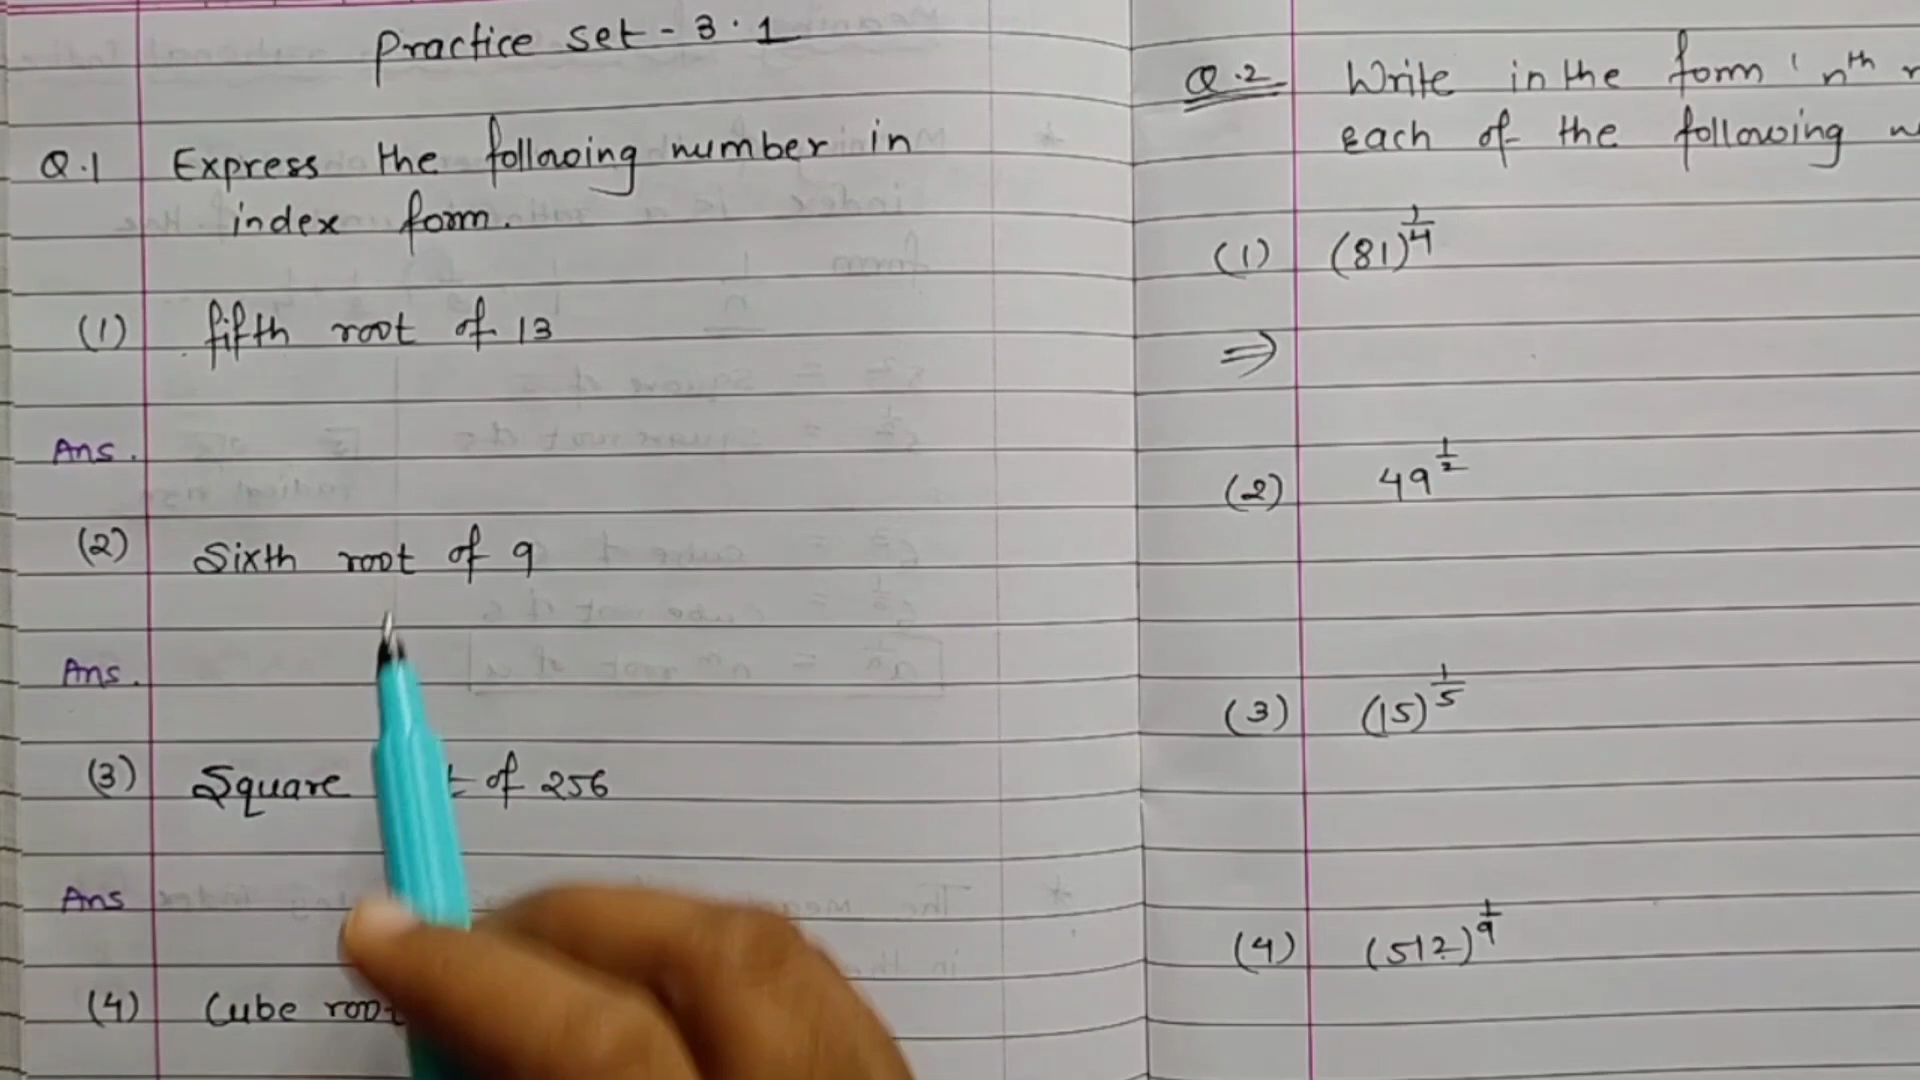 Practice set - 3.1
Q.1 Express the following number in
index form.
(1) fifth root of 13
Ans.
(2) Sixth root of 9
Ans.
(3) Square of 256
Ans
(4) Cube root
Q.2 Write in the form ' nth
each of the following
(1) (81)^1/4
⇒
(2) 49^1/2
(3) (15)^1/5
(4) (512)^1/9